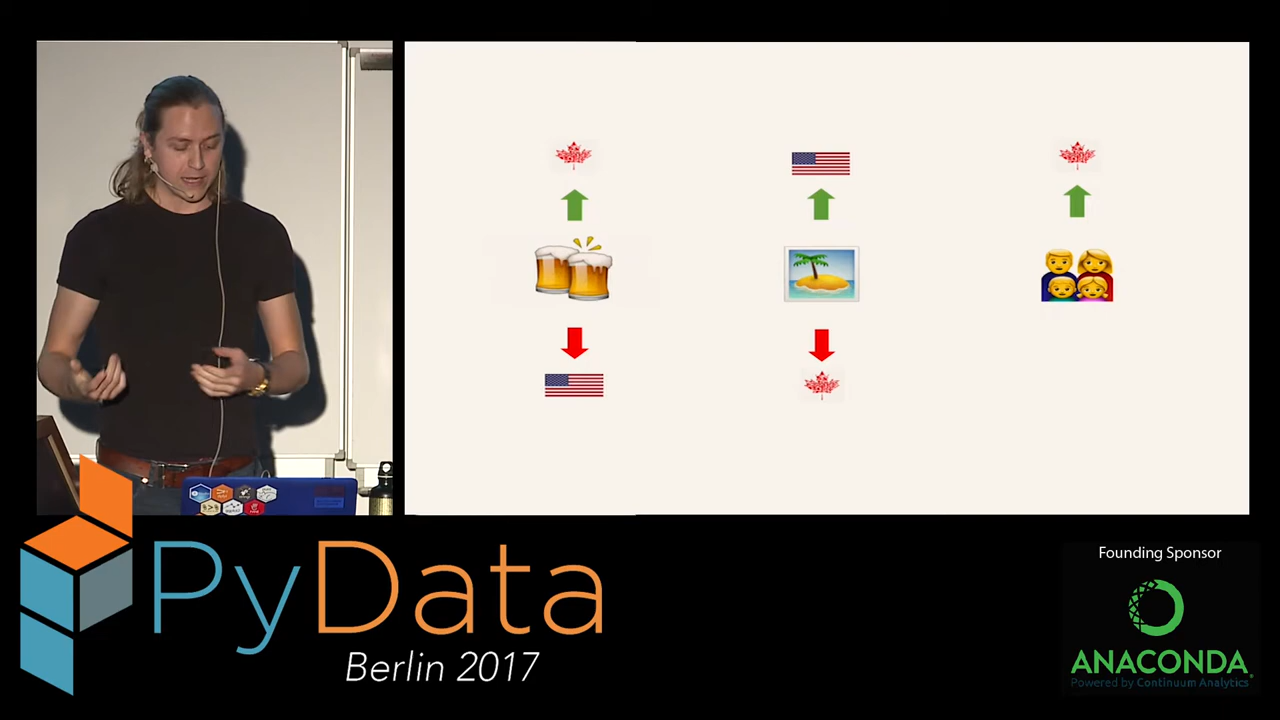 PyData
Berlin 2017
Founding Sponsor
ANACONDA
Powered by Continuum Analytics